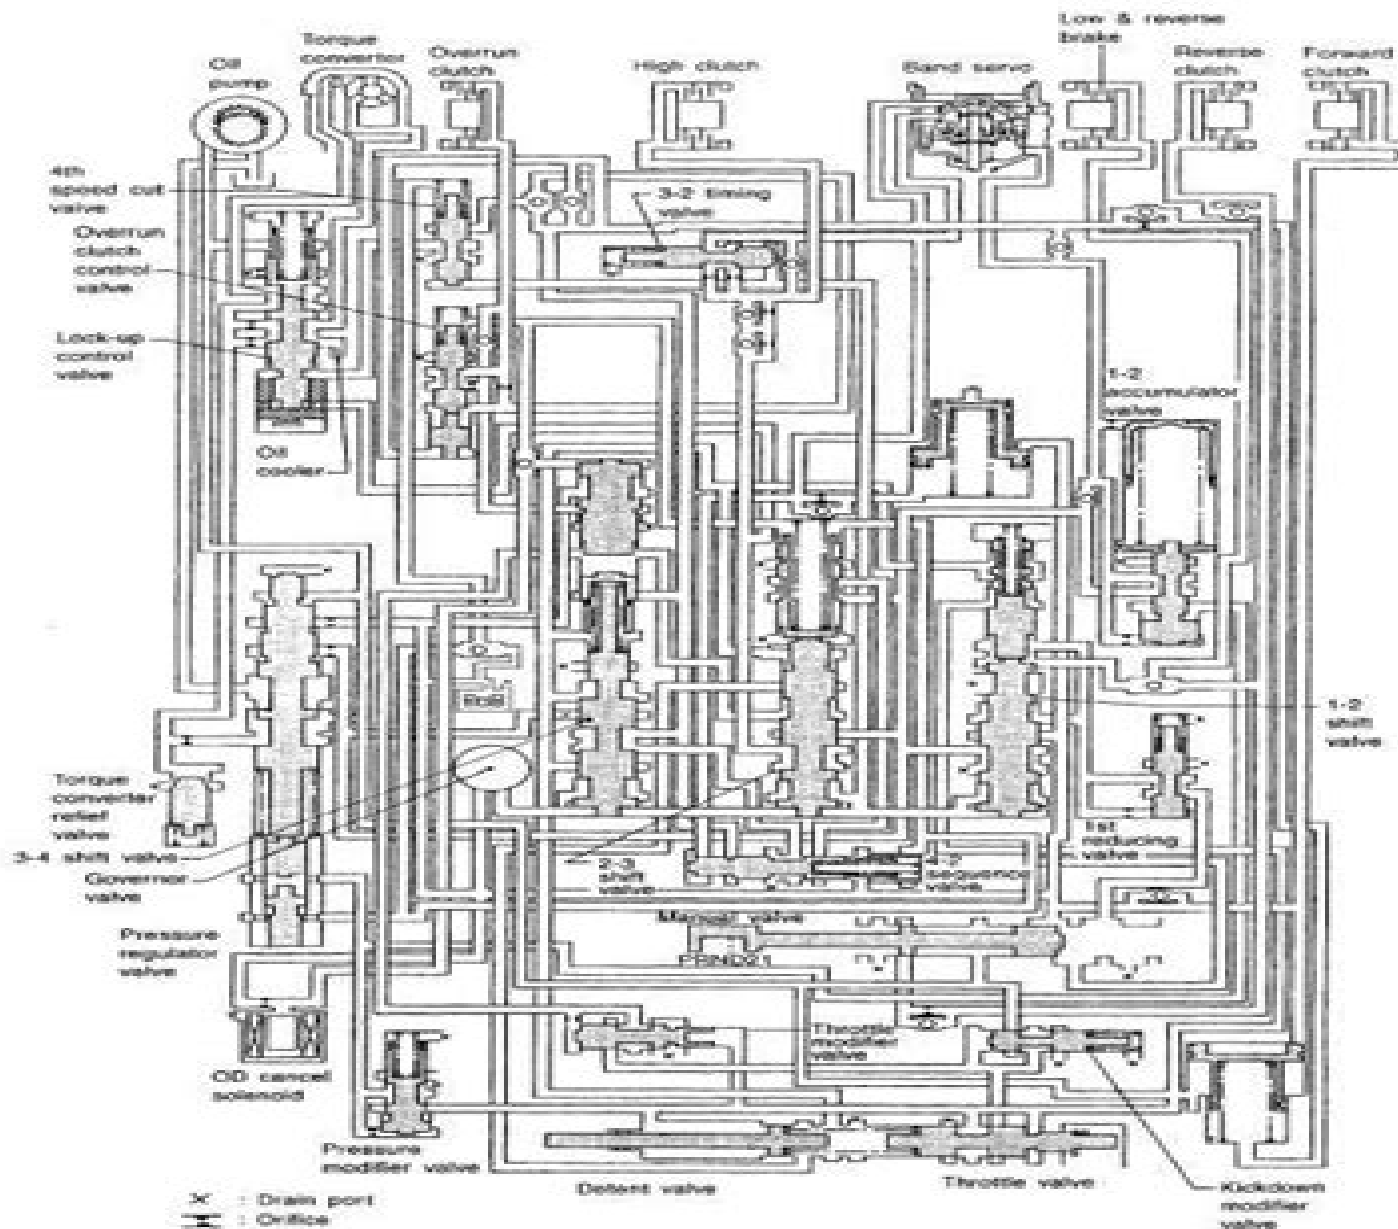 Low & reverse
brake
Torque
convertor
Oil
pump
Overrun
clutch
High clutch
Band servo
Reverse
clutch
Forward
clutch
4th
speed cut
valve
3-2 timing
valve
Overrun
clutch
control
valve
Lock-up
control
valve
1-2
accumulator
valve
Oil
cooler
1-2
shift
valve
Torque
converter
relief
valve
3-4 shift valve
Governor
valve
2-3
shift
valve
4-2
sequence
valve
1st
reducing
valve
Manual valve
PRND21
Pressure
regulator
valve
Throttle
modifier
valve
OD cancel
solenoid
Pressure
modifier valve
Detent valve
Throttle valve
Kickdown
modifier
valve
X : Drain port
: Orifice